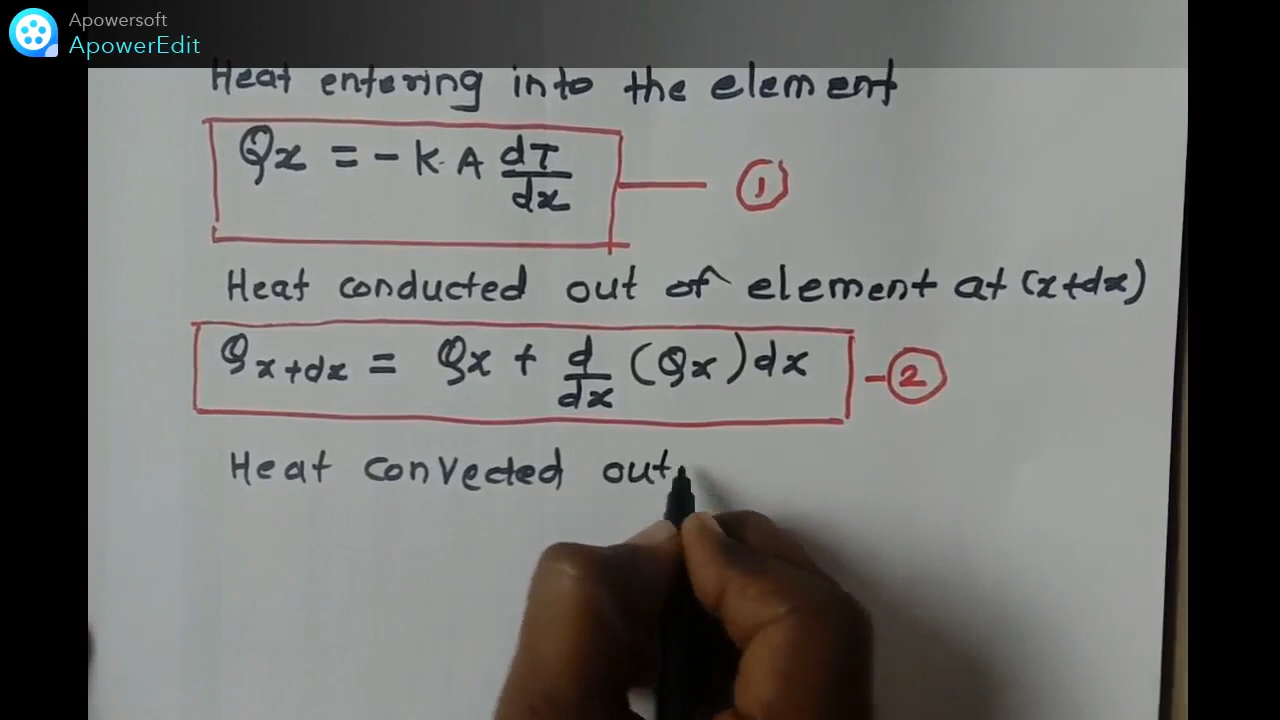 Apowersoft
ApowerEdit
Heat entering into the element
Qx = - K. A dT/dx
1
Heat conducted out of element at (x+dx)
Qx+dx = Qx + d/dx (Qx) dx
- 2
Heat convected out